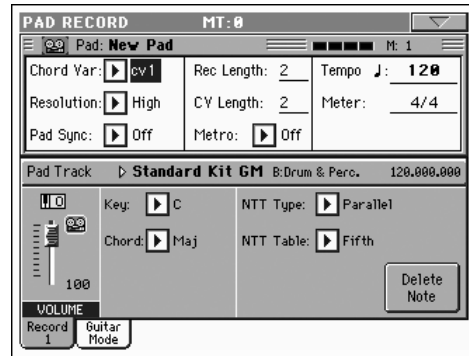 PAD RECORD MT:0
Pad: New Pad M: 1
Chord Var: cv1 Rec Length: 2 Tempo ♩: 120
Resolution: High CV Length: 2 Meter: 4/4
Pad Sync: Off Metro: Off
Pad Track Standard Kit GM B:Drum & Perc. 120.000.000
Key: C NTT Type: Parallel
Chord: Maj NTT Table: Fifth
100
Delete
Note
VOLUME
Record
1
Guitar
Mode